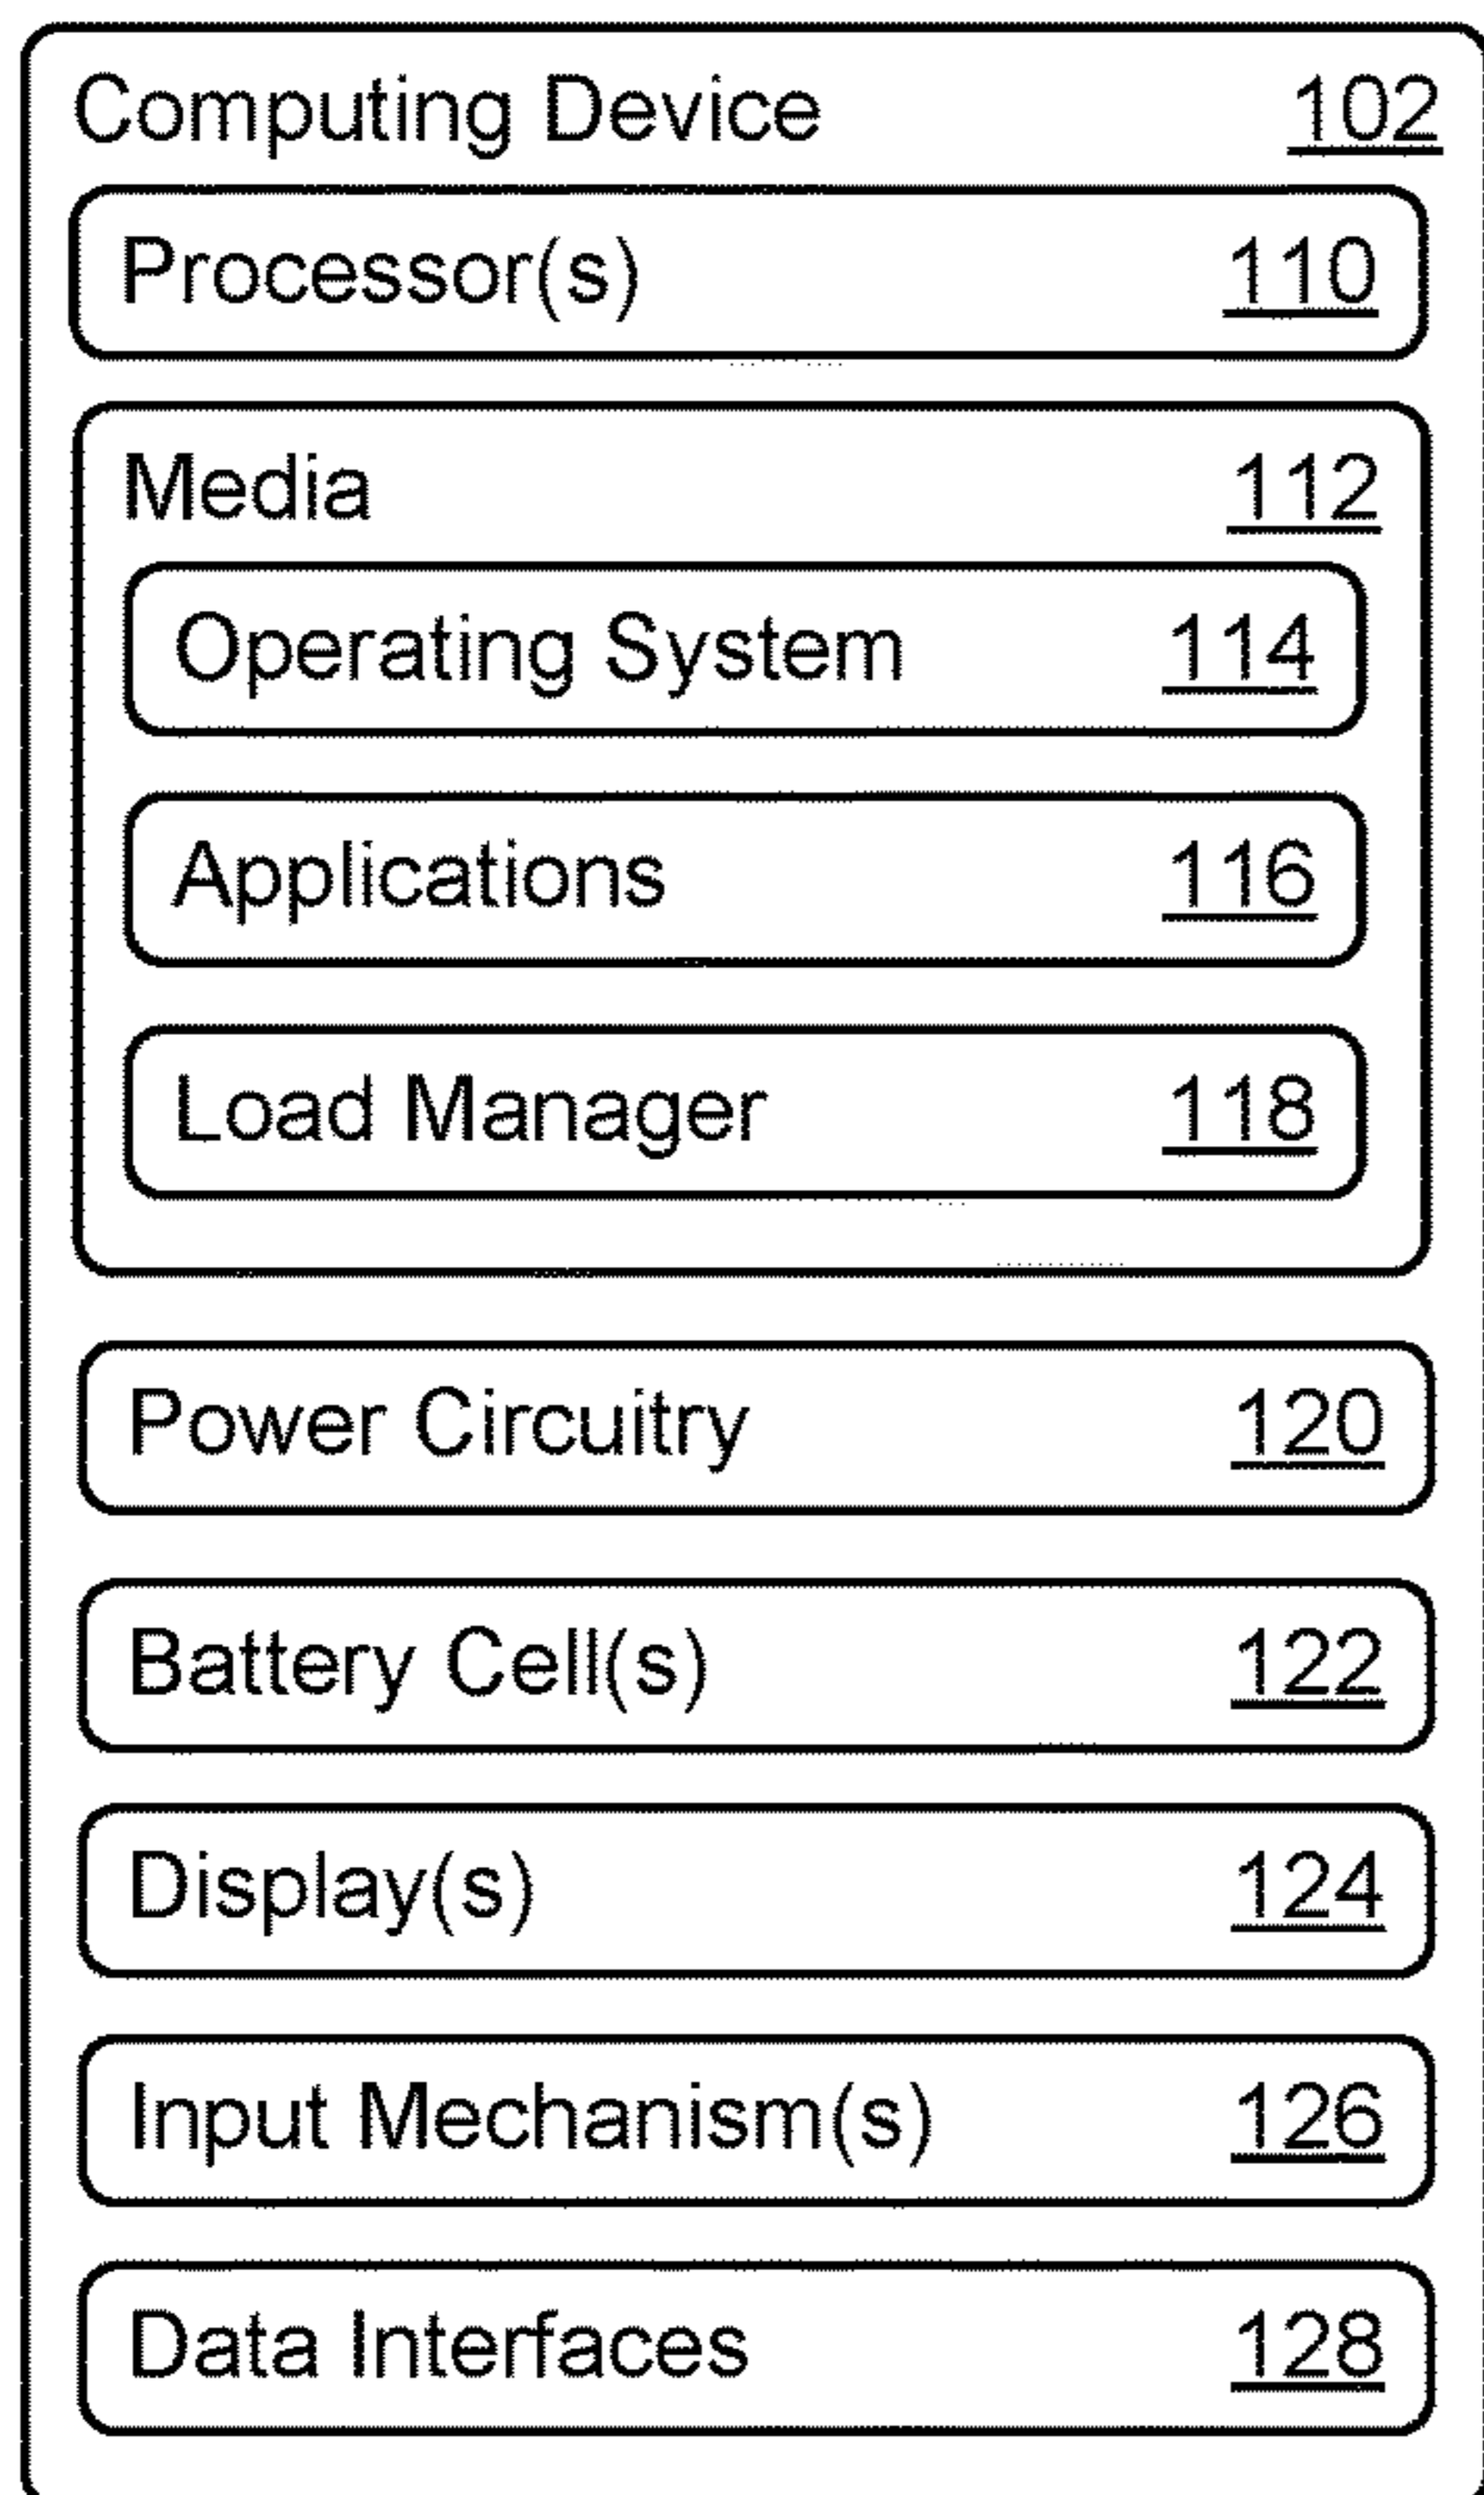 Computing Device 102
Processor(s) 110
Media 112
Operating System 114
Applications 116
Load Manager 118
Power Circuitry 120
Battery Cell(s) 122
Display(s) 124
Input Mechanism(s) 126
Data Interfaces 128